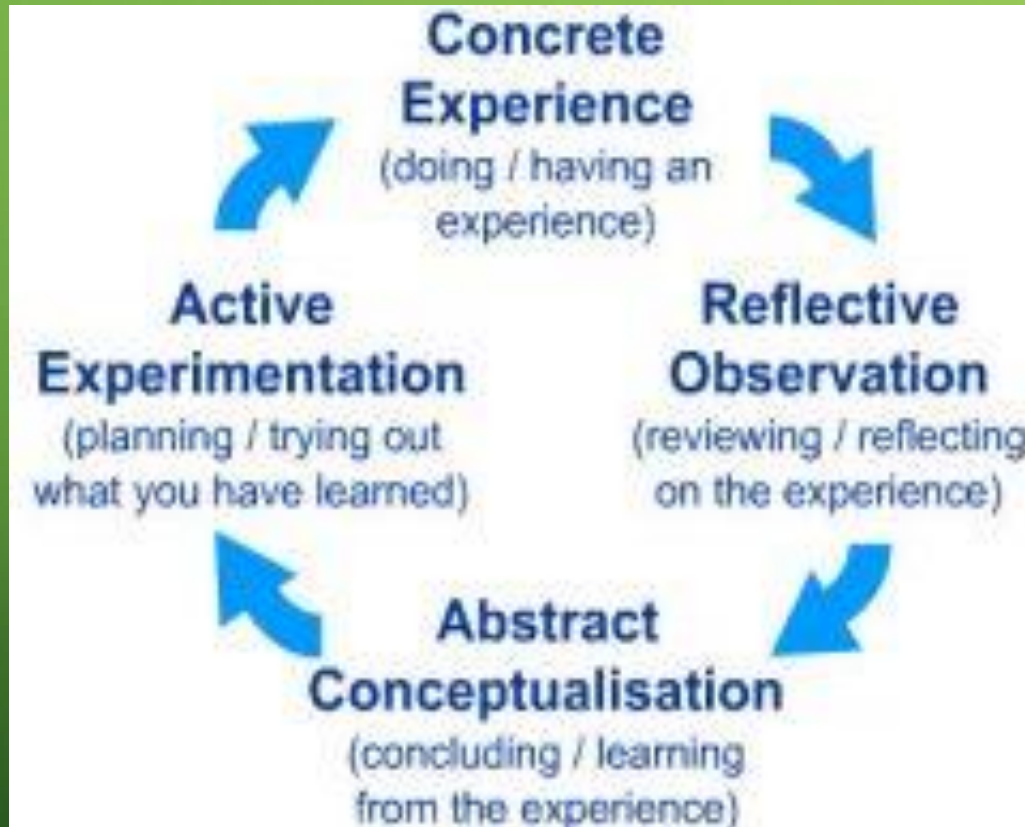 Concrete
Experience
(doing / having an
experience)
Reflective
Observation
(reviewing / reflecting
on the experience)
Abstract
Conceptualisation
(concluding / learning
from the experience)
Active
Experimentation
(planning / trying out
what you have learned)